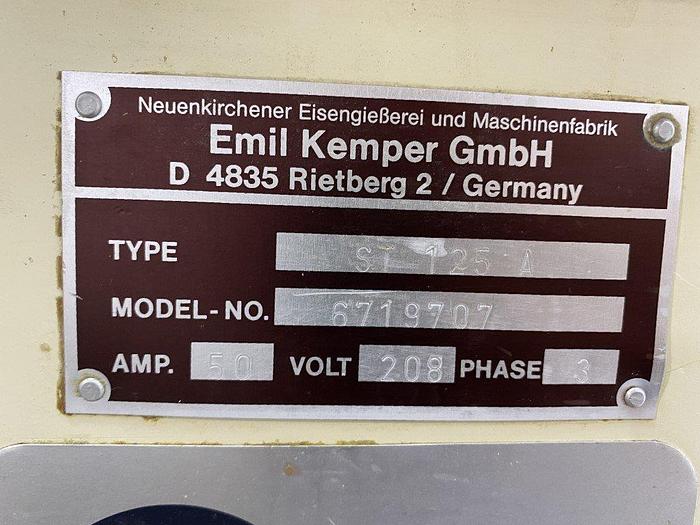 Neuenkirchener Eisengießerei und Maschinenfabrik
Emil Kemper GmbH
D 4835 Rietberg 2 / Germany
TYPE ST 125 A
MODEL-NO. 6719707
AMP. 50 VOLT 208 PHASE 3